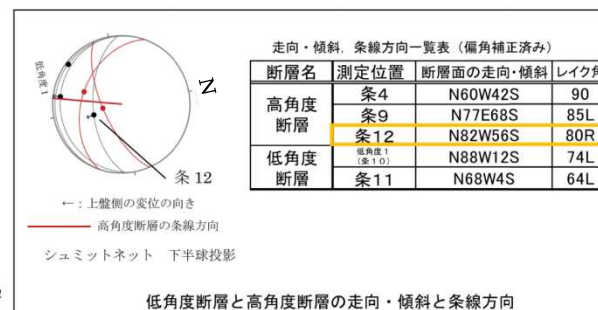 走向・傾斜, 条線方向一覧表（偏角補正済み）
断層名 測定位置 断層面の走向・傾斜 レイク角
高角度断層 条4 N60W42S 90
条9 N77E68S 85L
条12 N82W56S 80R
低角度断層 低角度1（条10） N88W12S 74L
条11 N68W4S 64L
N
低角度1
条 12
←：上盤側の変位の向き
高角度断層の条線方向
シュミットネット 下半球投影
低角度断層と高角度断層の走向・傾斜と条線方向